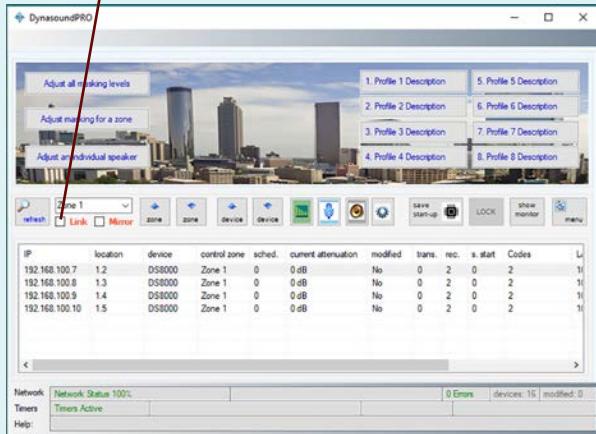 DynasoundPRO
Adjust all masking levels
Adjust masking for a zone
Adjust an individual speaker
1. Profile 1 Description
5. Profile 5 Description
2. Profile 2 Description
6. Profile 6 Description
3. Profile 3 Description
7. Profile 7 Description
4. Profile 4 Description
8. Profile 8 Description
refresh
Zone 1
Link Mirror
zone zone device device
save start-up
LOCK
show monitor
menu
IP location device control zone sched. current attenuation modified trans. rec. s. start Codes
192.168.100.7 1.2 DS8000 Zone 1 0 0 dB No 0 2 0 2
192.168.100.8 1.3 DS8000 Zone 1 0 0 dB No 0 2 0 2
192.168.100.9 1.4 DS8000 Zone 1 0 0 dB No 0 2 0 2
192.168.100.10 1.5 DS8000 Zone 1 0 0 dB No 0 2 0 2
Network Network Status 100% 0 Errors devices: 16 modified: 0
Timers Timers Active
Help: